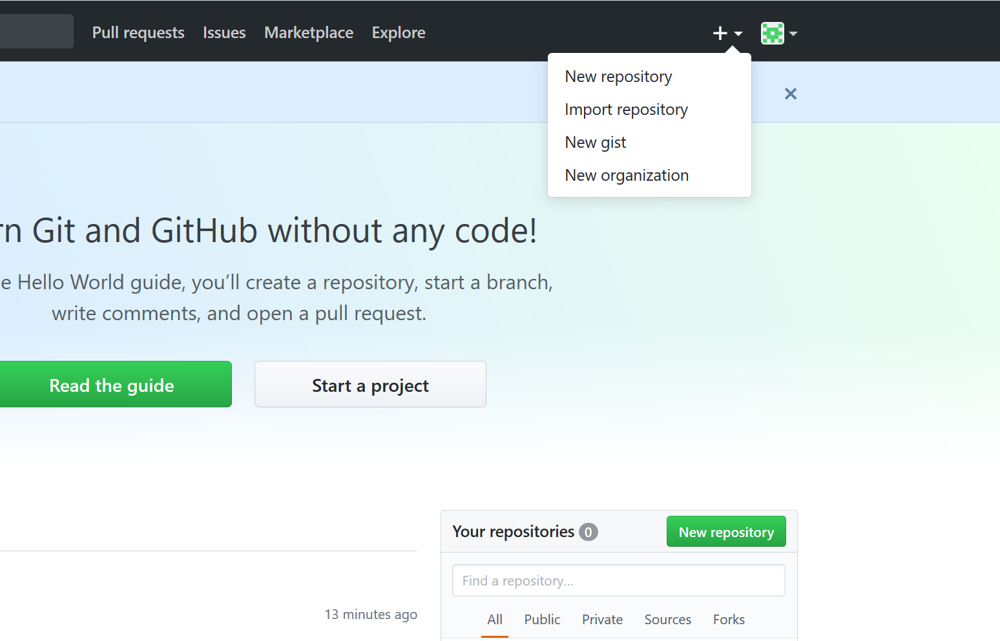 Pull requests Issues Marketplace Explore
New repository
Import repository
New gist
New organization
rn Git and GitHub without any code!
e Hello World guide, you’ll create a repository, start a branch,
write comments, and open a pull request.
Read the guide Start a project
Your repositories 0 New repository
Find a repository...
13 minutes ago
All Public Private Sources Forks